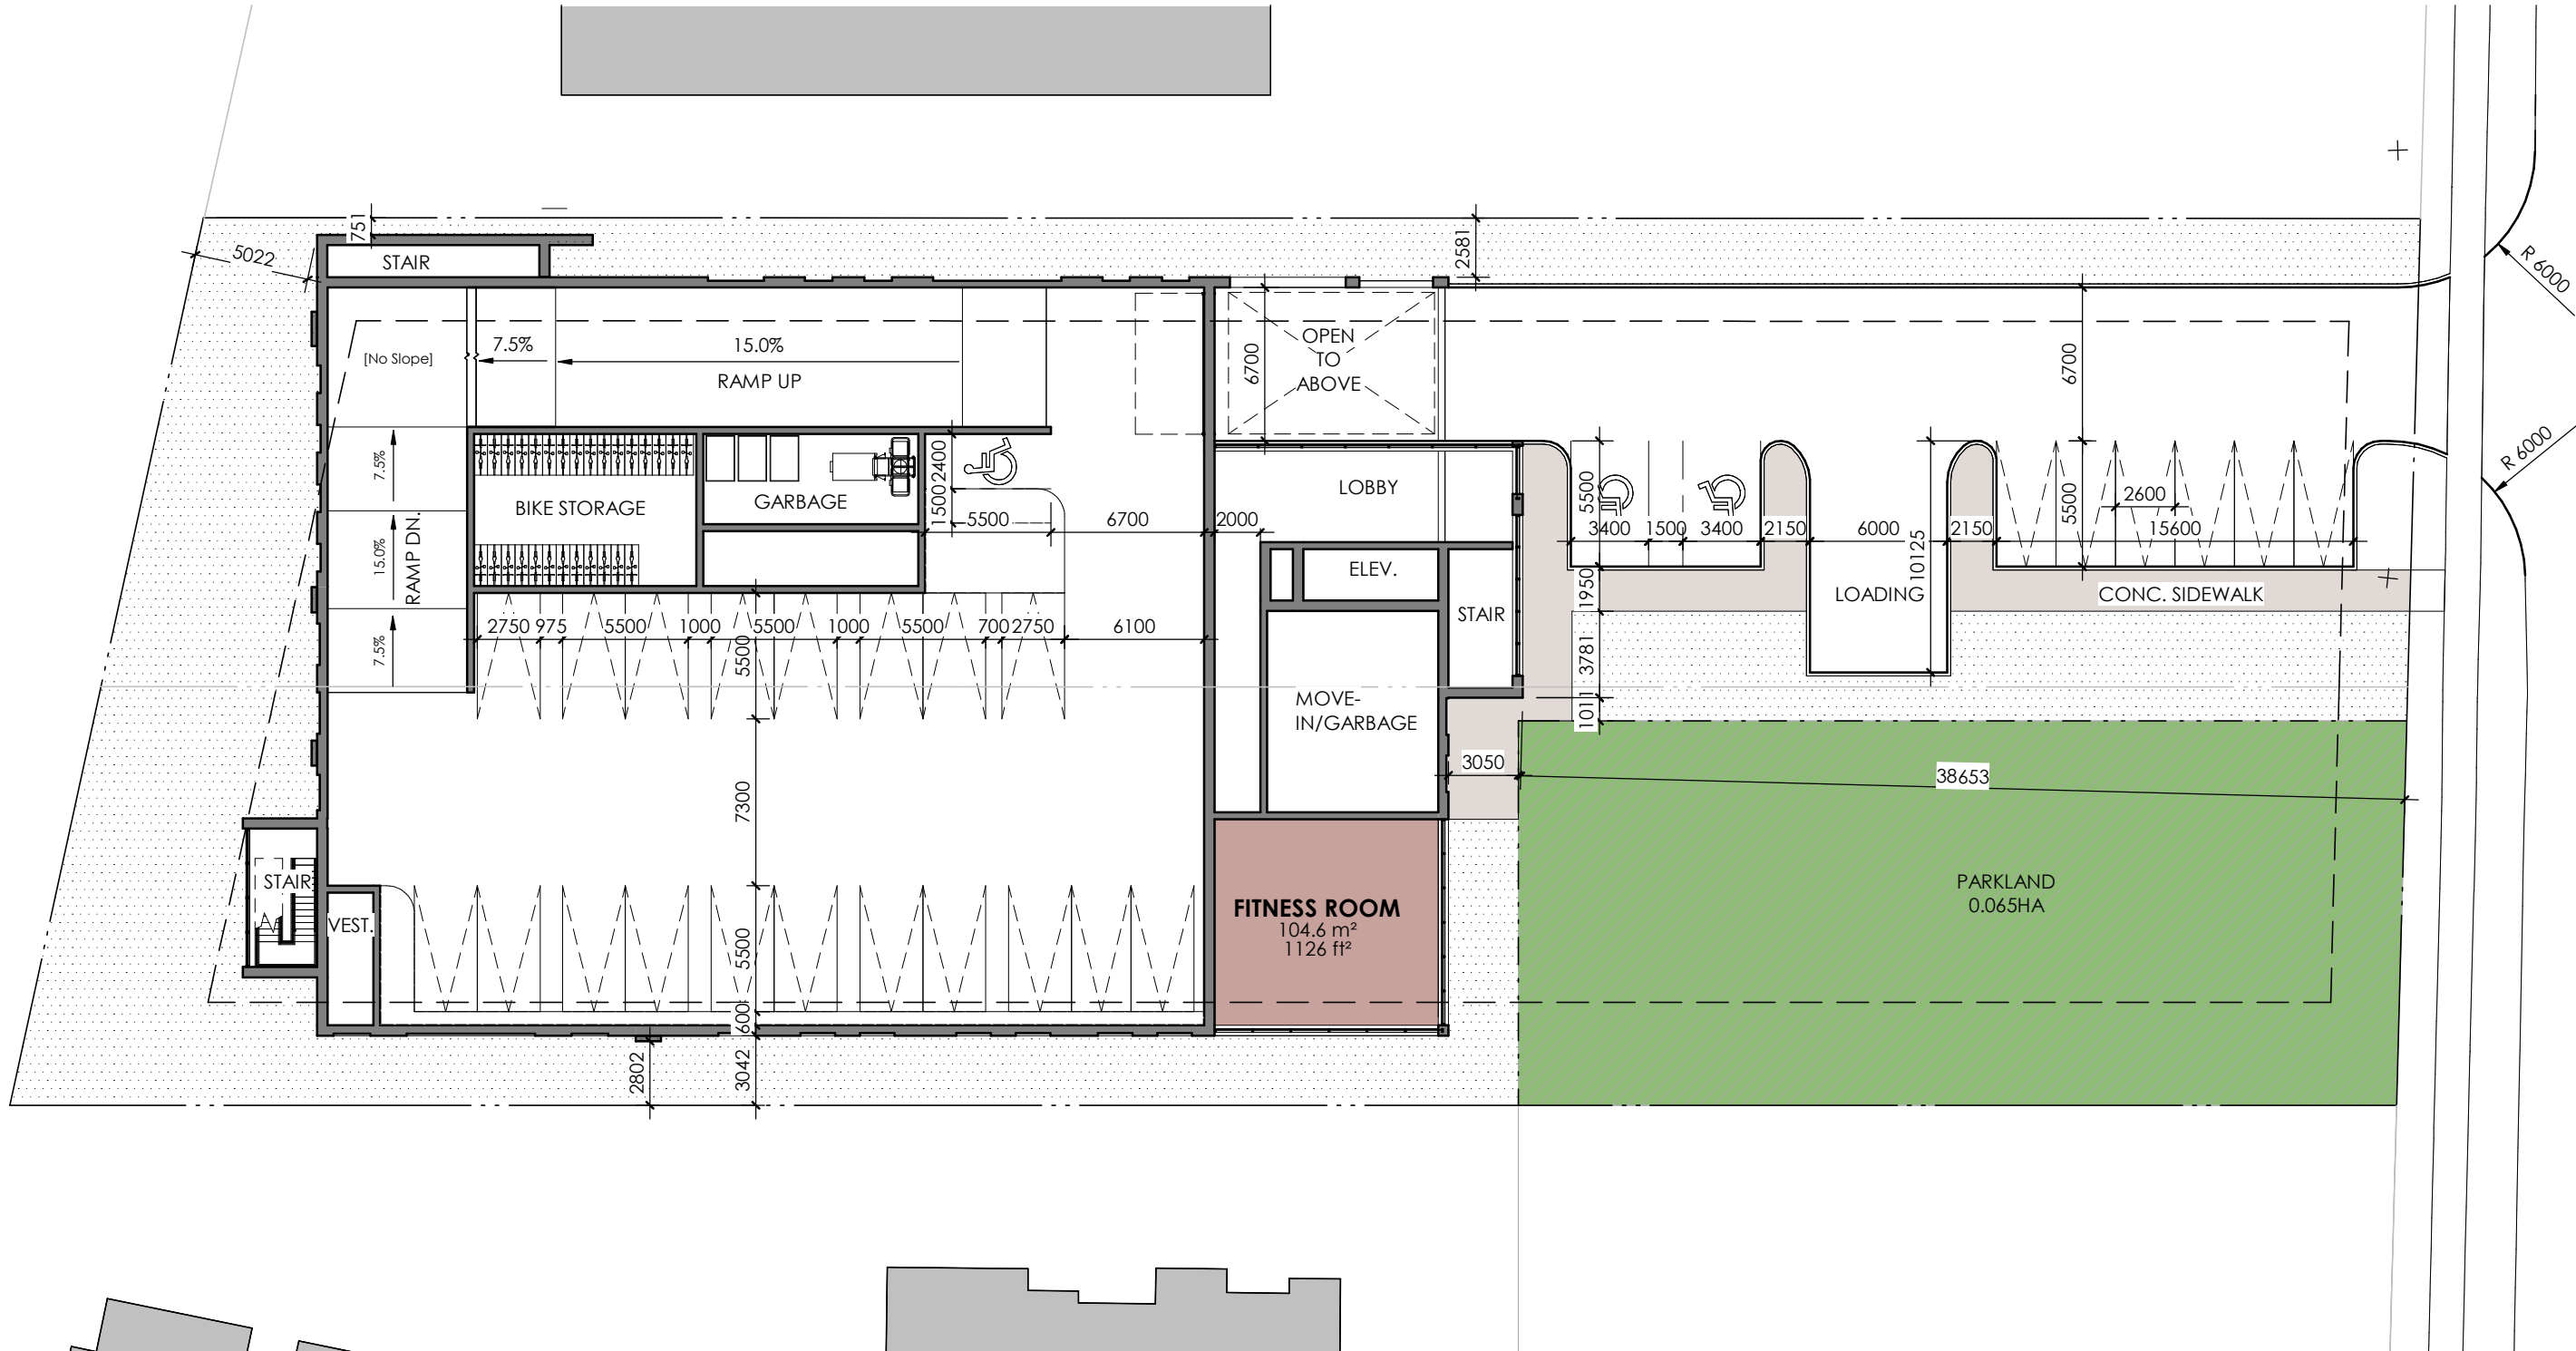 751
5022
STAIR
2581
R 6000
[No Slope]
7.5%
15.0%
RAMP UP
6700
OPEN
TO
ABOVE
6700
R 6000
7.5%
15.0%
RAMP DN.
7.5%
BIKE STORAGE
GARBAGE
2400
1500
5500
6700
2000
LOBBY
5500
3400
1500
3400
2150
6000
2150
5500
2600
15600
10125
ELEV.
STAIR
1950
LOADING
CONC. SIDEWALK
2750
975
5500
1000
5500
1000
5500
700
2750
6100
5500
3781
MOVE-
IN/GARBAGE
1011
3050
38653
7300
STAIR
VEST.
5500
600
FITNESS ROOM
104.6 m²
1126 ft²
PARKLAND
0.065HA
2802
3042